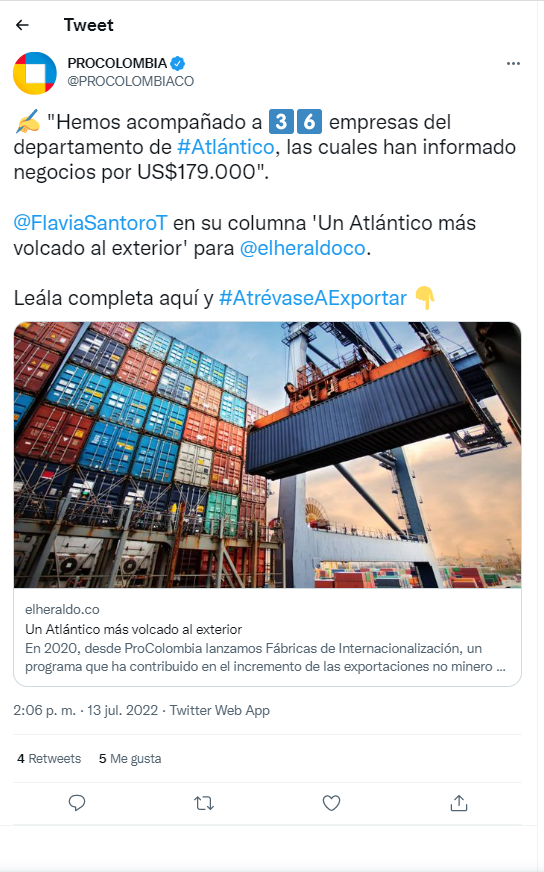 Tweet
PROCOLOMBIA
@PROCOLOMBIACO
"Hemos acompañado a 3 6 empresas del
departamento de #Atlántico, las cuales han informado
negocios por US$179.000".
@FlaviaSantoroT en su columna 'Un Atlántico más
volcado al exterior' para @elheraldoco.
Leála completa aquí y #AtrévaseAExportar
elheraldo.co
Un Atlántico más volcado al exterior
En 2020, desde ProColombia lanzamos Fábricas de Internacionalización, un
programa que ha contribuido en el incremento de las exportaciones no minero ...
2:06 p. m. · 13 jul. 2022 · Twitter Web App
4 Retweets 5 Me gusta